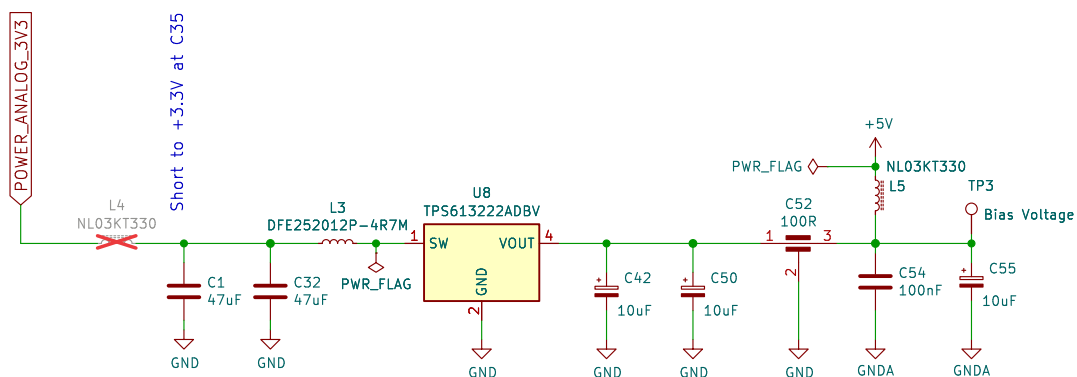 POWER_ANALOG_3V3
Short to +3.3V at C35
L4
NL03KT330
C1
47uF
GND
C32
47uF
GND
L3
DFE252012P-4R7M
PWR_FLAG
U8
TPS613222ADBV
1
SW
VOUT
4
GND
2
GND
+
C42
10uF
GND
+
C50
10uF
GND
C52
100R
1
3
2
GND
+5V
PWR_FLAG
NL03KT330
L5
TP3
Bias Voltage
C54
100nF
GNDA
+
C55
10uF
GNDA